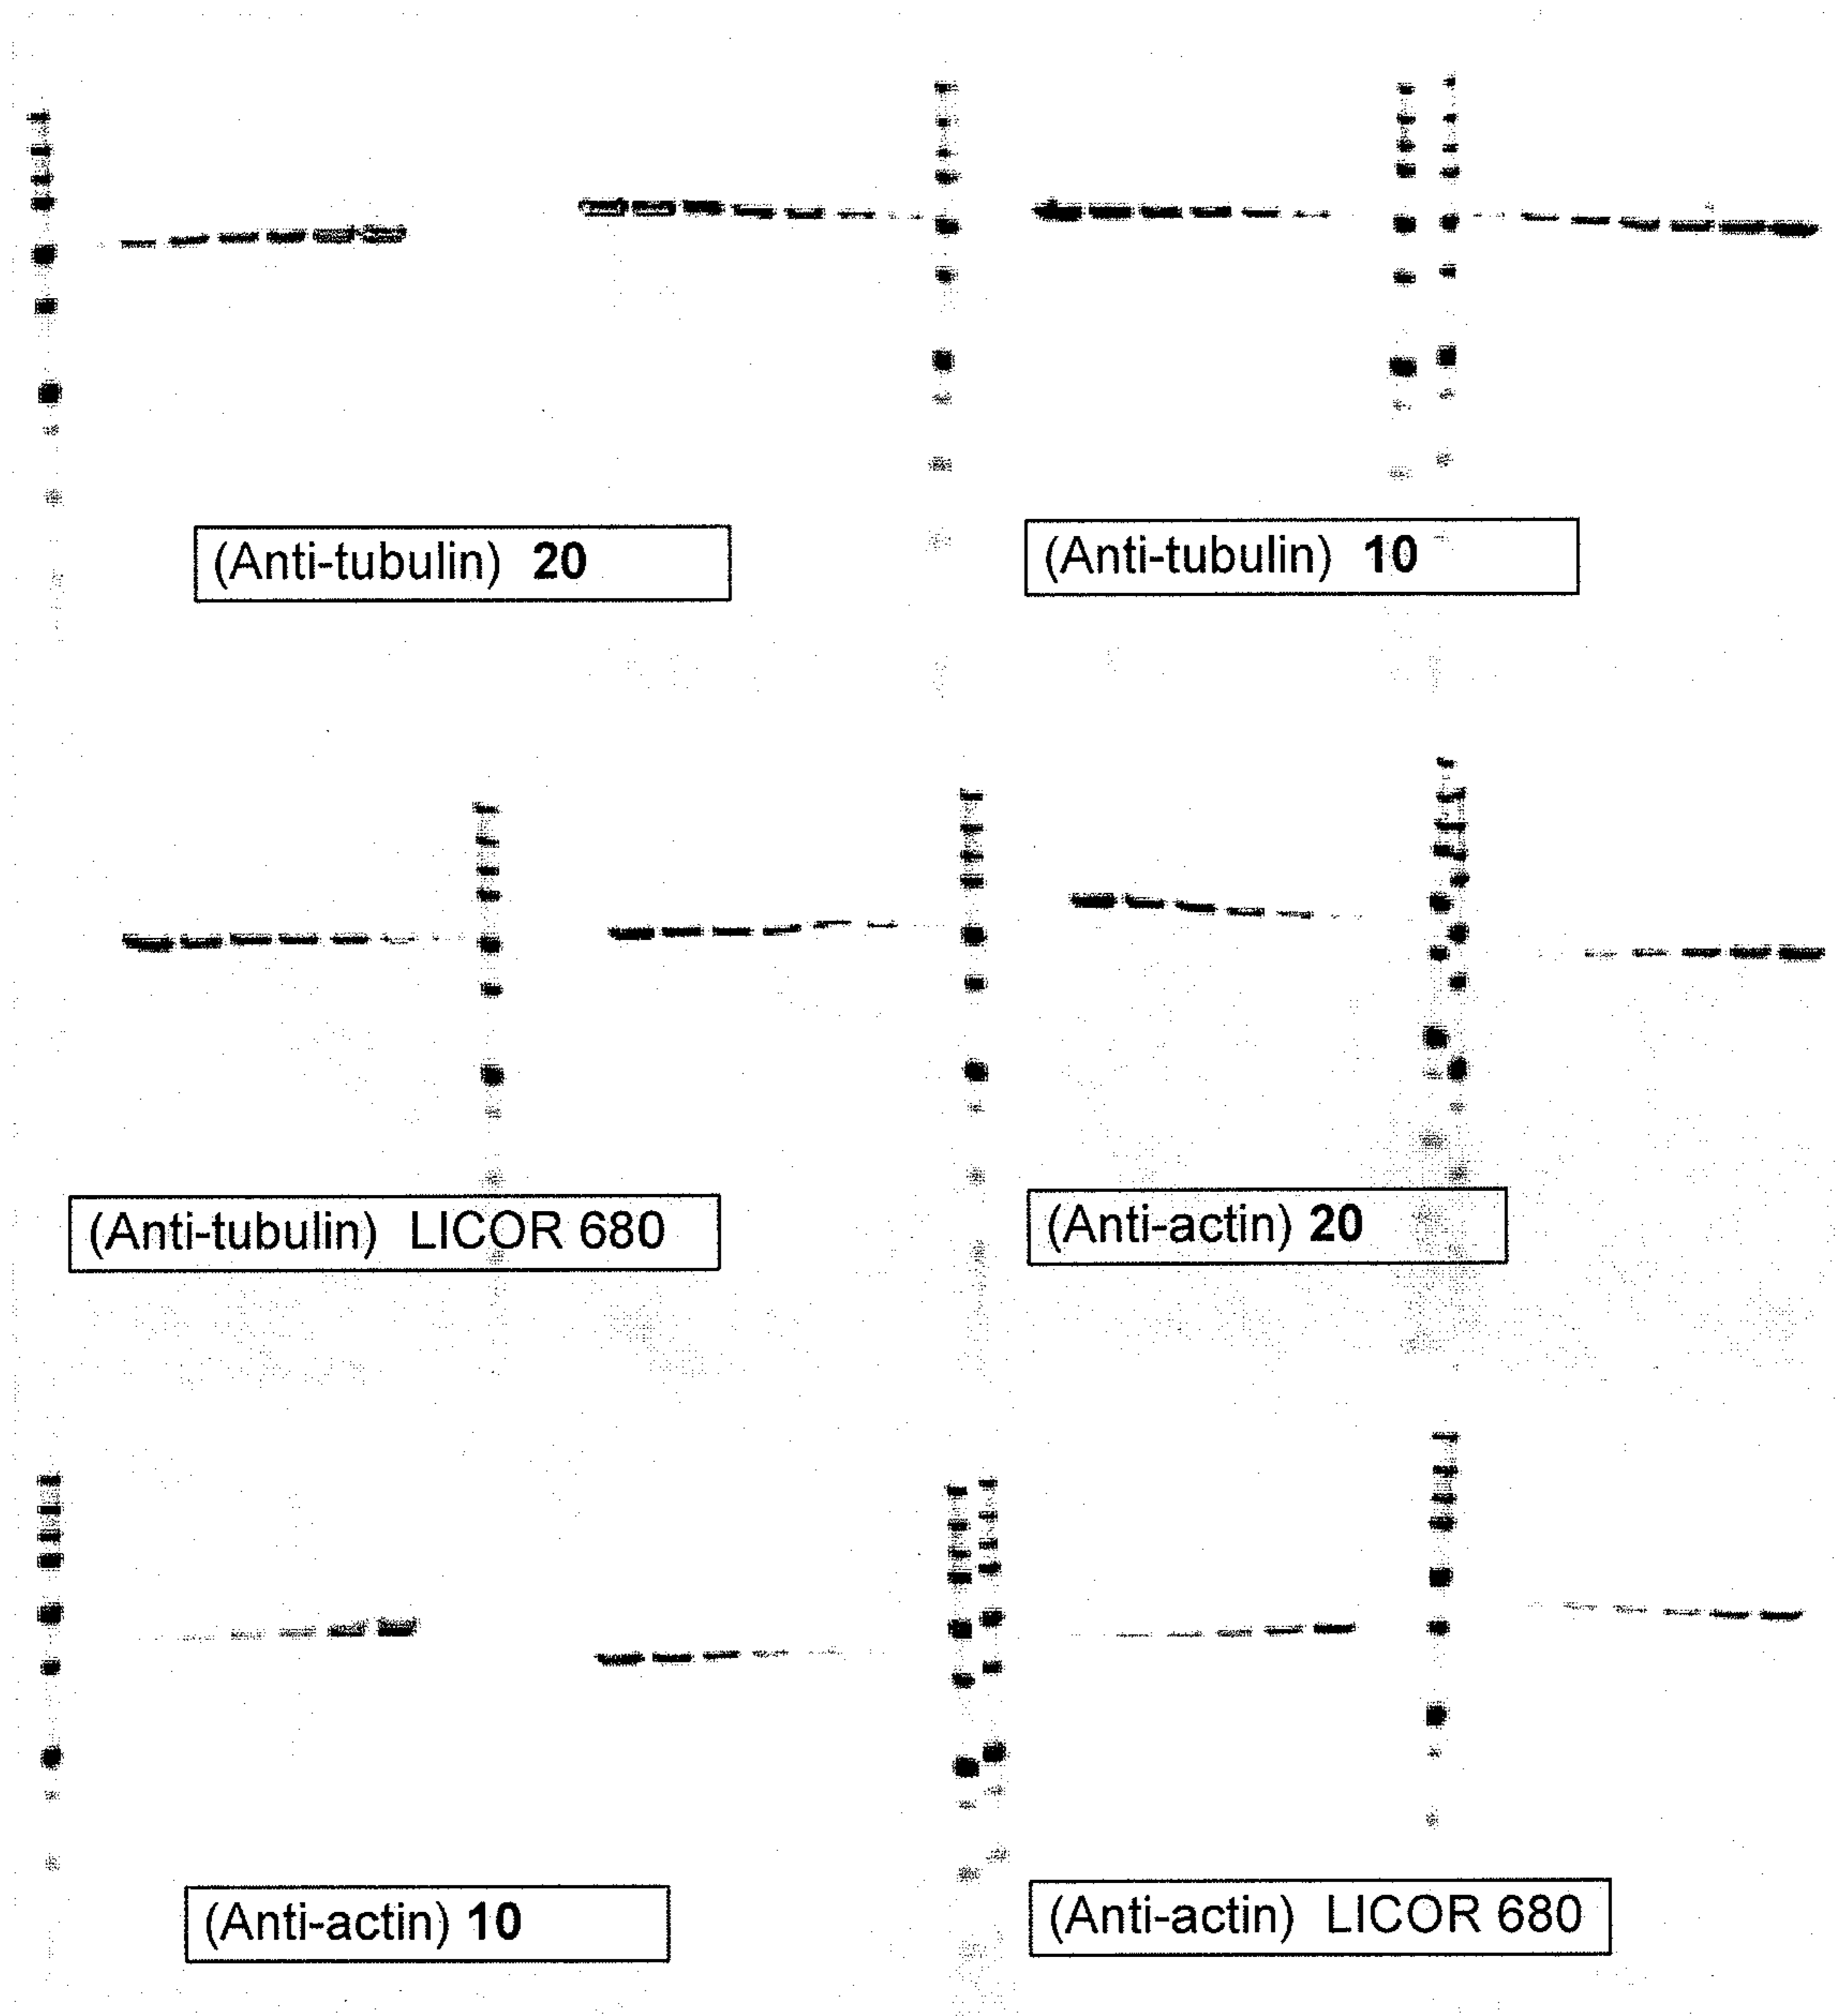 (Anti-tubulin) 20
(Anti-tubulin) 10
(Anti-tubulin) LICOR 680
(Anti-actin) 20
(Anti-actin) 10
(Anti-actin) LICOR 680